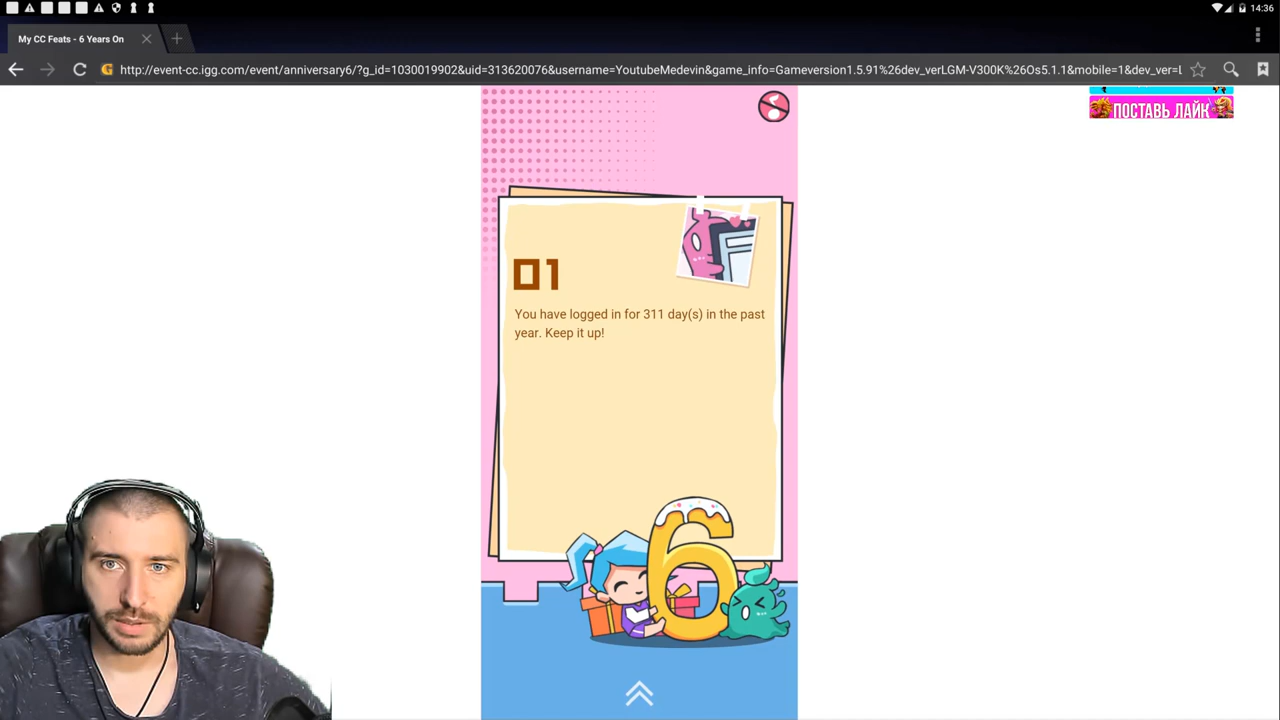 14:36
My CC Feats - 6 Years On
http://event-cc.igg.com/event/anniversary6/?g_id=1030019902&uid=313620076&username=YoutubeMedevin&game_info=Gameversion1.5.91%26dev_verLGM-V300K%26Os5.1.1&mobile=1&dev_ver=L
ПОСТАВЬ ЛАЙК
01
You have logged in for 311 day(s) in the past
year. Keep it up!
6